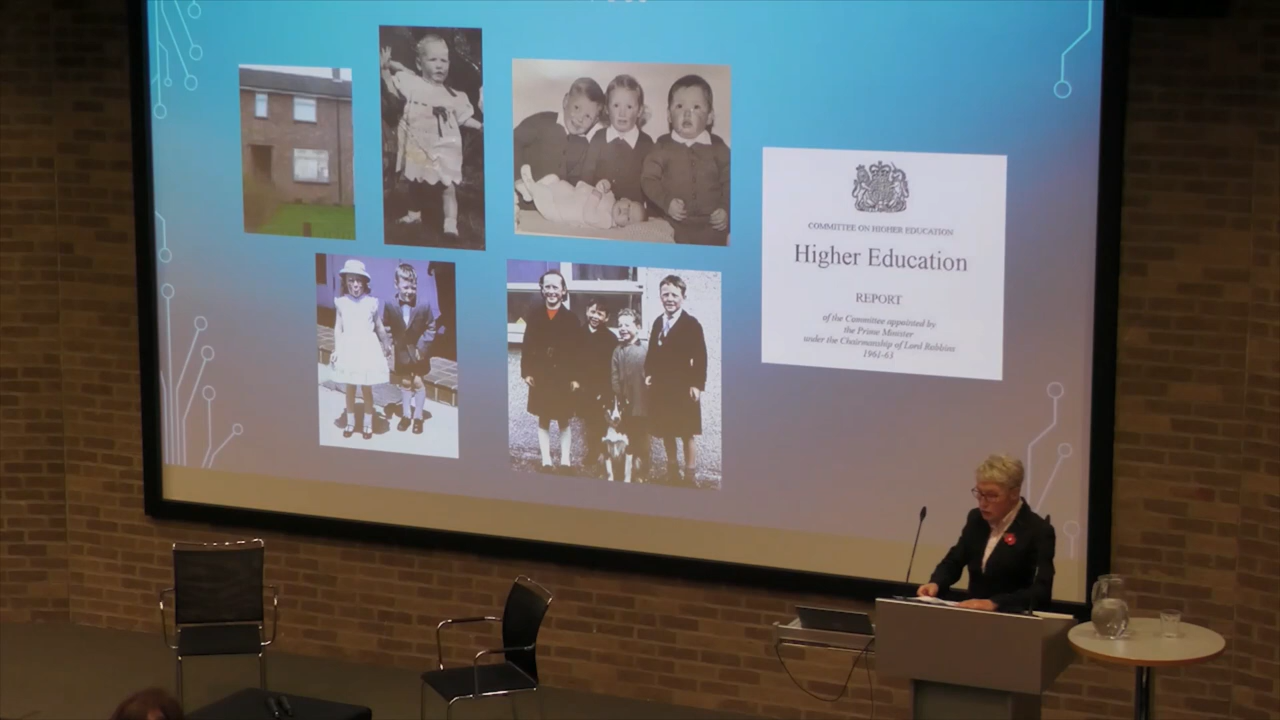 COMMITTEE ON HIGHER EDUCATION
Higher Education
REPORT
of the Committee appointed by
the Prime Minister
under the Chairmanship of Lord Robbins
1961-63